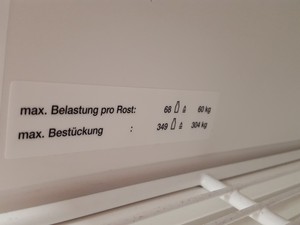 max. Belastung pro Rost: 68 à 60 kg
max. Bestückung : 349 à 304 kg